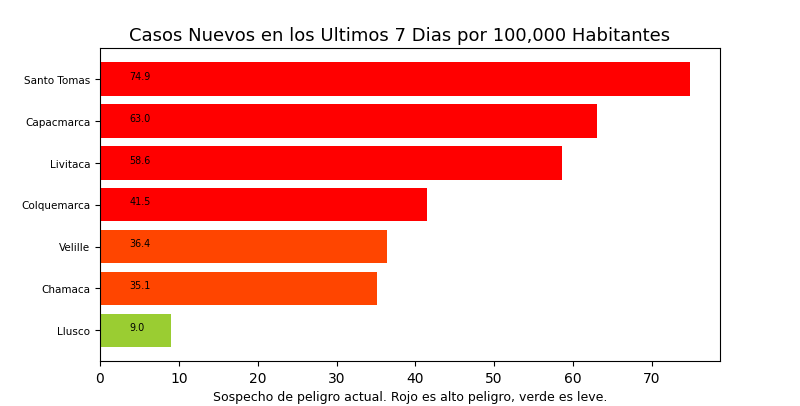 Casos Nuevos en los Ultimos 7 Dias por 100,000 Habitantes
Santo Tomas 74.9
Capacmarca 63.0
Livitaca 58.6
Colquemarca 41.5
Velille 36.4
Chamaca 35.1
Llusco 9.0
0 10 20 30 40 50 60 70
Sospecho de peligro actual. Rojo es alto peligro, verde es leve.